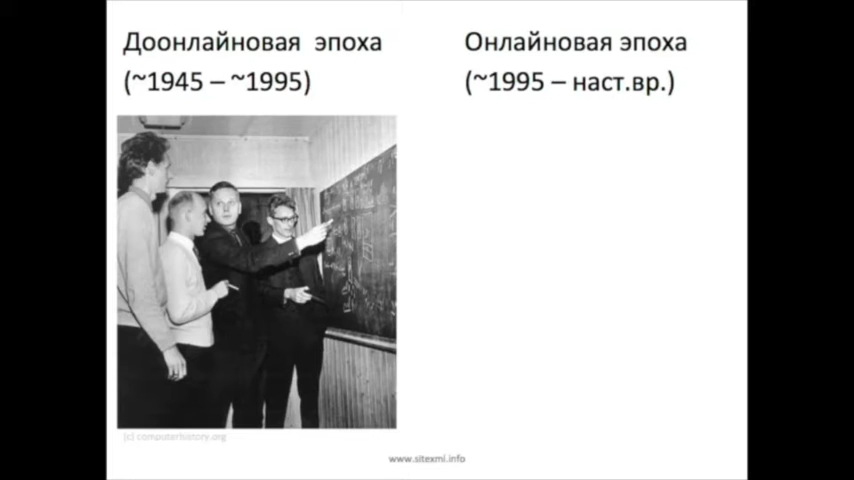 Доонлайновая эпоха
(~1945 – ~1995)
Онлайновая эпоха
(~1995 – наст.вр.)
(c) computerhistory.org
www.sitexml.info